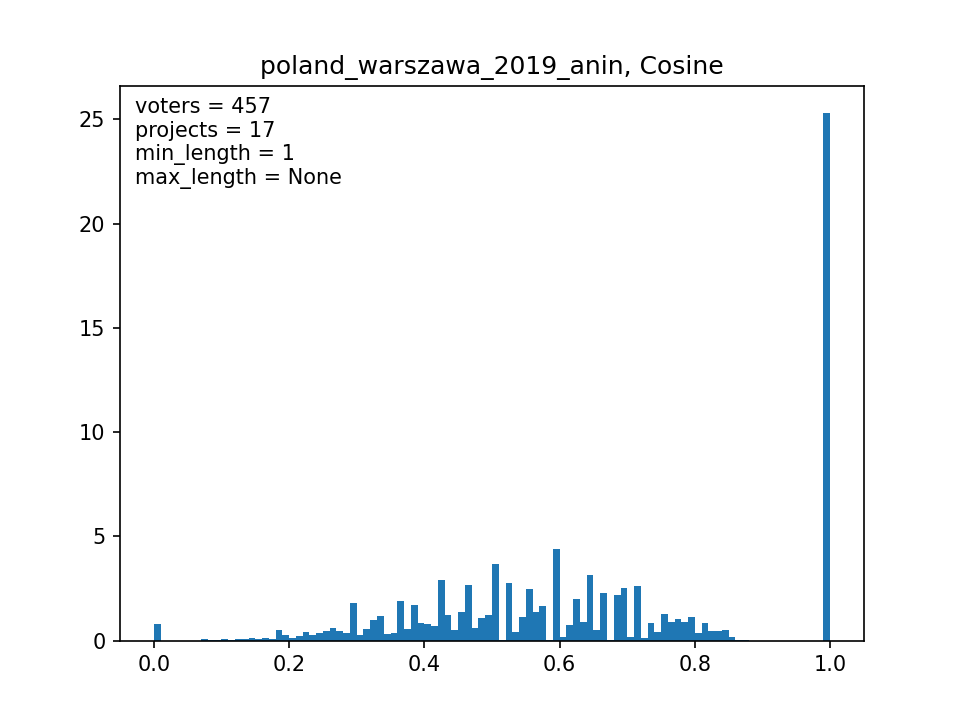 poland_warszawa_2019_anin, Cosine
voters = 457
projects = 17
min_length = 1
max_length = None
25
20
15
10
5
0
0.0 0.2 0.4 0.6 0.8 1.0